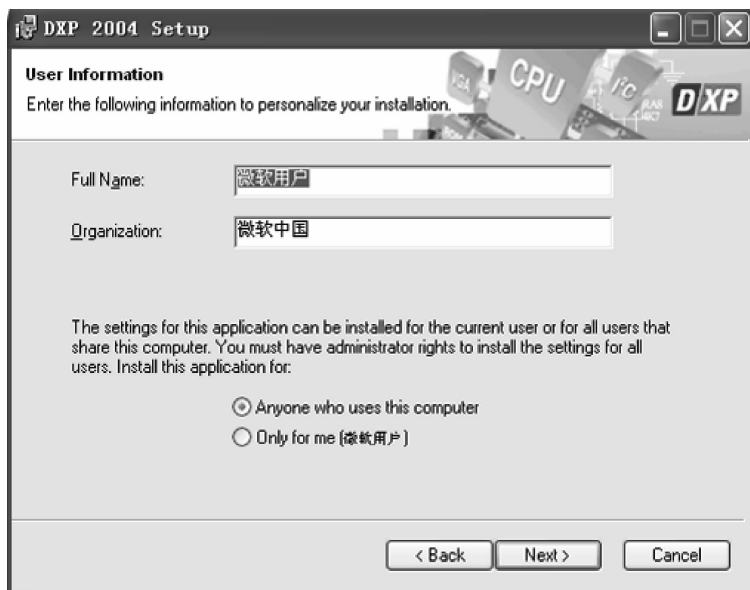 DXP 2004 Setup
User Information
Enter the following information to personalize your installation.
VGA
CPU
I²C
D/XP
Full Name:
微软用户
Organization:
微软中国
The settings for this application can be installed for the current user or for all users that
share this computer. You must have administrator rights to install the settings for all
users. Install this application for:
Anyone who uses this computer
Only for me (微软用户)
< Back
Next >
Cancel